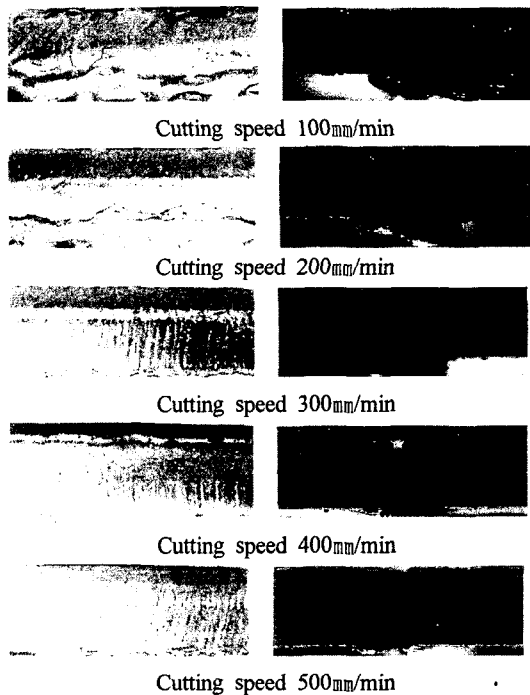 Cutting speed 100㎜/min
Cutting speed 200㎜/min
Cutting speed 300㎜/min
Cutting speed 400㎜/min
Cutting speed 500㎜/min